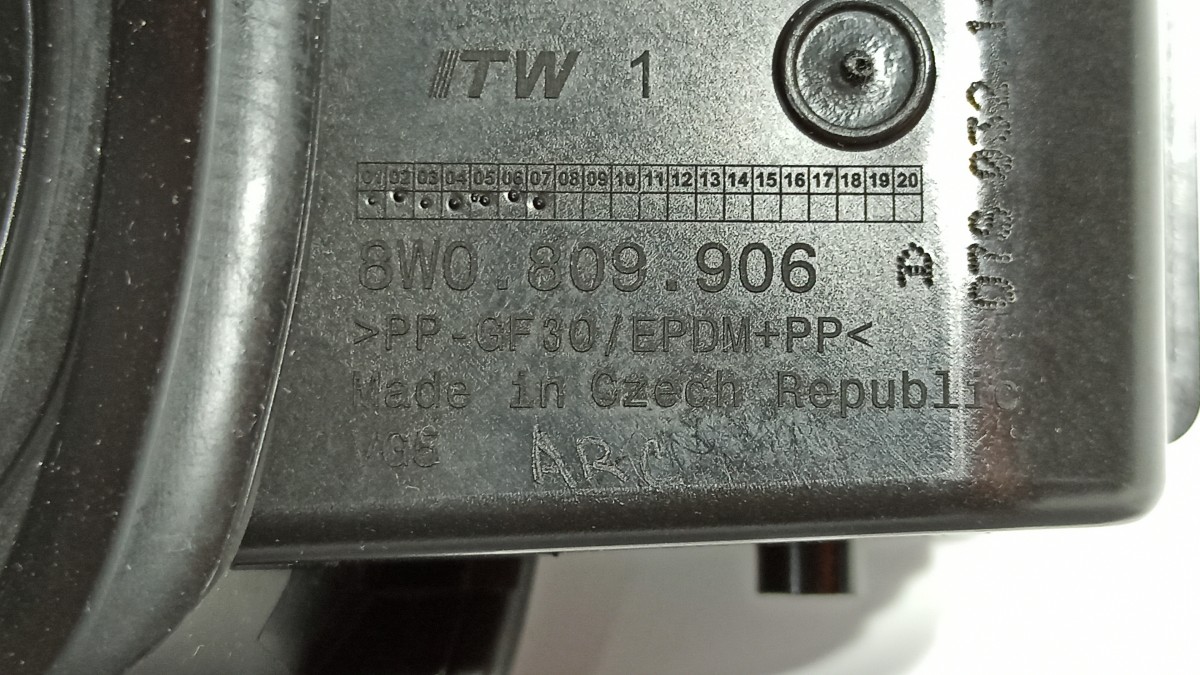 ITW 1
01 02 03 04 05 06 07 08 09 10 11 12 13 14 15 16 17 18 19 20
8W0.809.906 D
>PP-GF30/EPDM+PP<
Made in Czech Republic
ARC